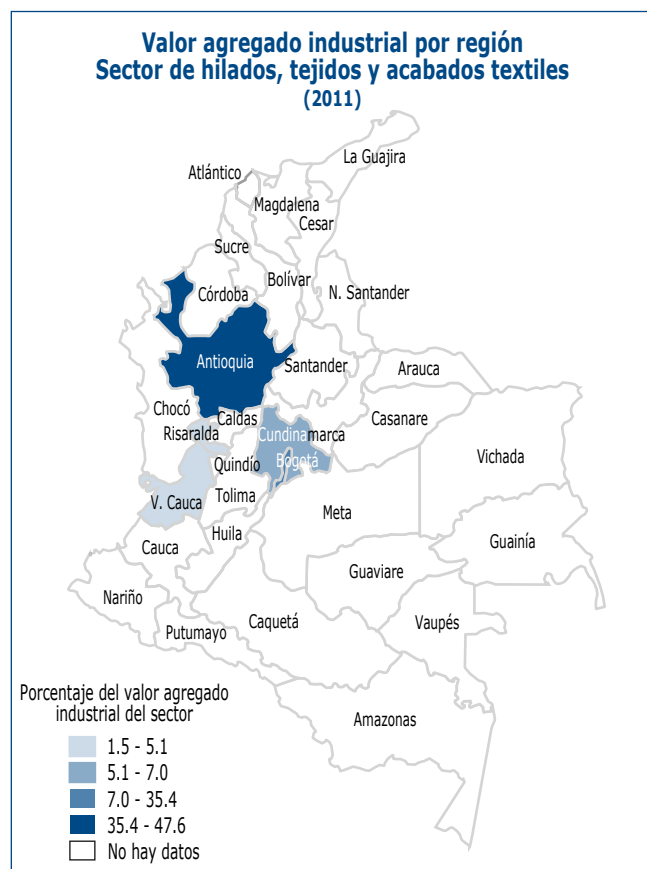 Valor agregado industrial por región
Sector de hilados, tejidos y acabados textiles
(2011)
La Guajira
Atlántico
Magdalena
Cesar
Sucre
Bolívar
Córdoba
N. Santander
Antioquia
Santander
Arauca
Chocó
Caldas
Casanare
Risaralda
Cundinamarca
Quindío
Bogotá
Vichada
V. Cauca
Tolima
Meta
Huila
Cauca
Guainía
Guaviare
Nariño
Caquetá
Vaupés
Putumayo
Amazonas
Porcentaje del valor agregado
industrial del sector
1.5 - 5.1
5.1 - 7.0
7.0 - 35.4
35.4 - 47.6
No hay datos